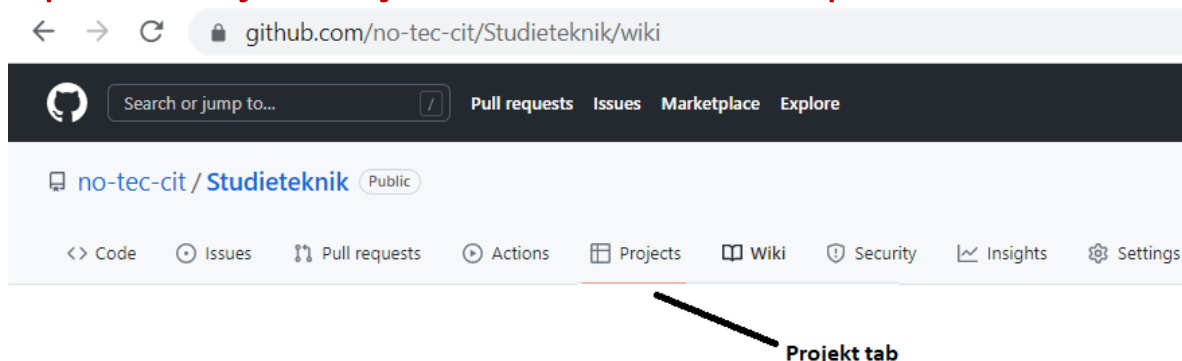 github.com/no-tec-cit/Studieteknik/wiki
Search or jump to... / Pull requests Issues Marketplace Explore
no-tec-cit / Studieteknik Public
<> Code Issues Pull requests Actions Projects Wiki Security Insights Settings
Projekt tab